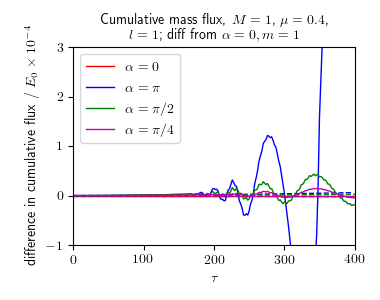 Cumulative mass flux, M = 1, μ = 0.4,
l = 1; diff from α = 0, m = 1
difference in cumulative flux / E₀ × 10⁻⁴
3
2
1
0
−1
α = 0
α = π
α = π/2
α = π/4
0 100 200 300 400
τ